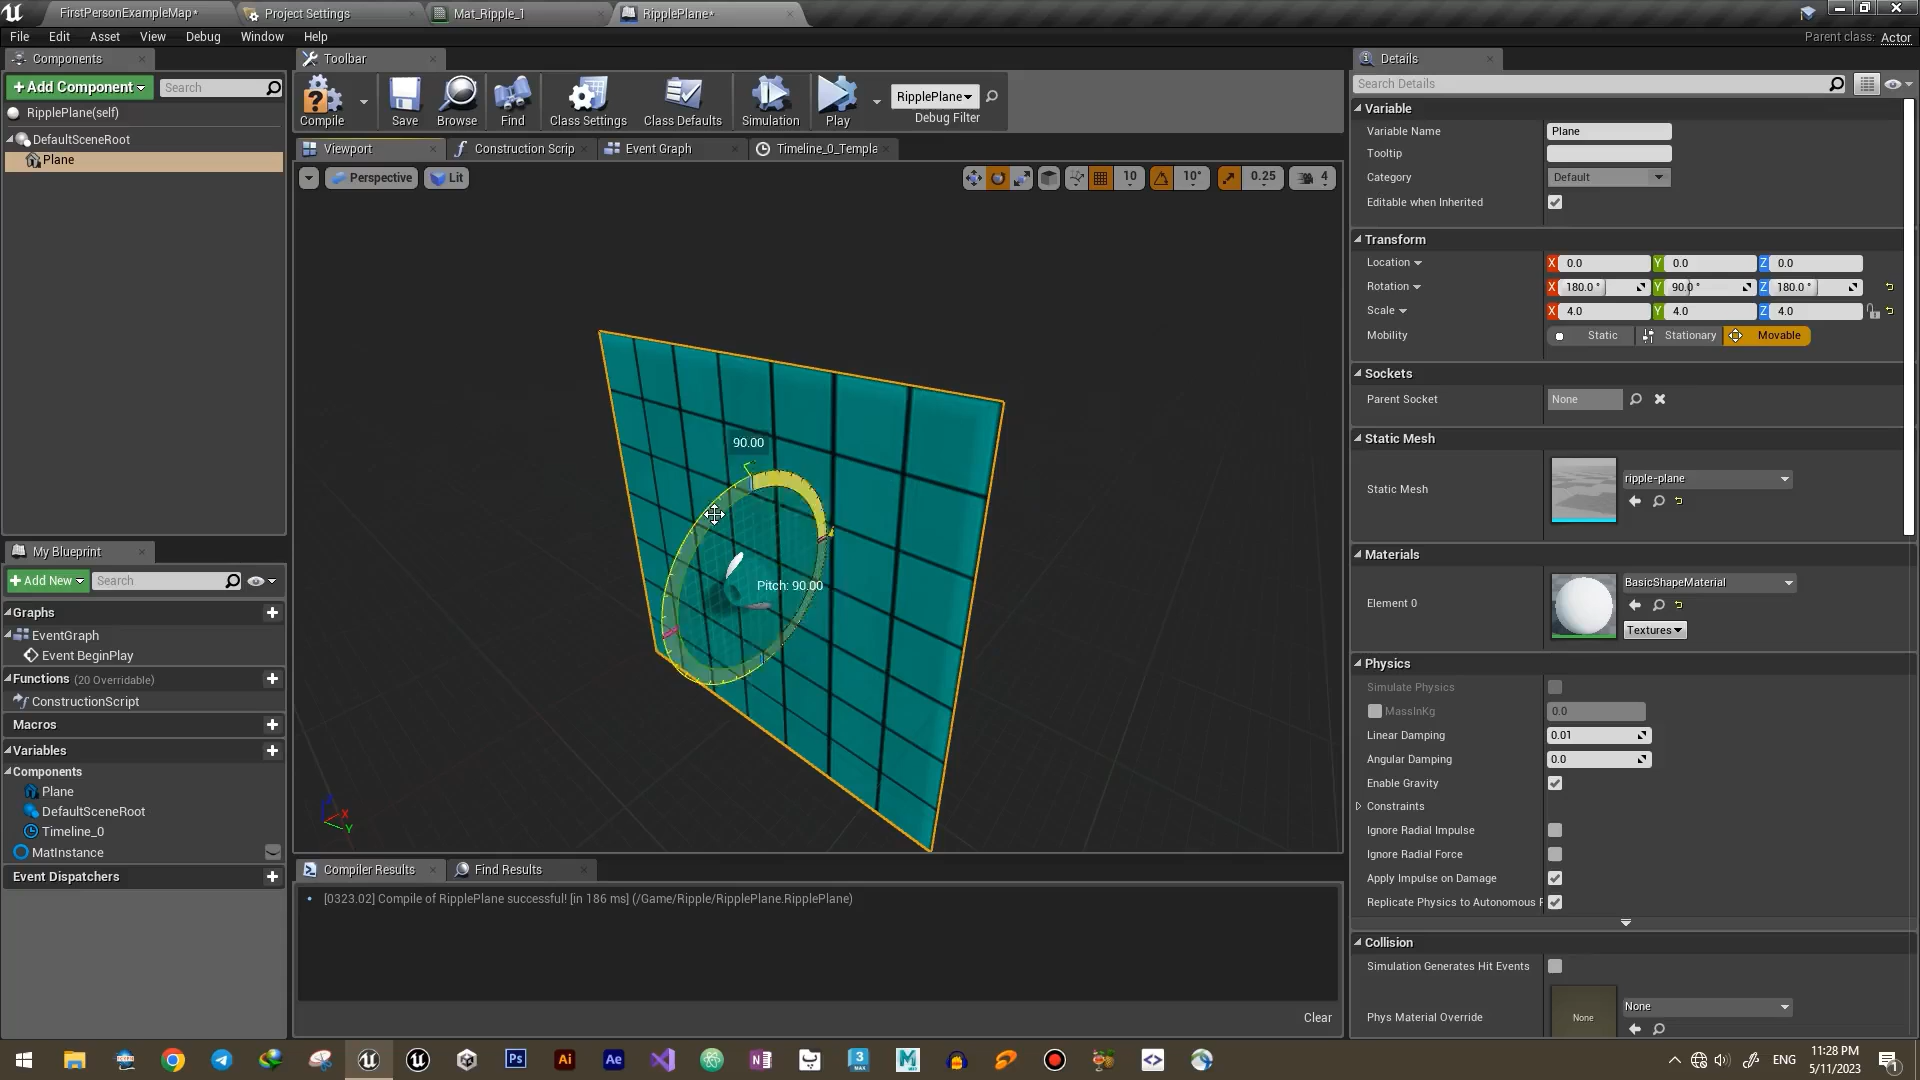 FirstPersonExampleMap*
Project Settings
Mat_Ripple_1
RipplePlane*
File Edit Asset View Debug Window Help
Parent class: Actor
Components
Toolbar
Details
+Add Component
Search
RipplePlane(self)
DefaultSceneRoot
Plane
Compile
Save
Browse
Find
Class Settings
Class Defaults
Simulation
Play
RipplePlane
Debug Filter
Viewport
Construction Scrip
Event Graph
Timeline_0_Templa
Perspective
Lit
10
10°
0.25
4
90.00
Pitch: 90.00
X
Y
Search Details
Variable
Variable Name Plane
Tooltip
Category Default
Editable when Inherited
Transform
Location X 0.0 Y 0.0 Z 0.0
Rotation X 180.0 ° Y 90.0 ° Z 180.0 °
Scale X 4.0 Y 4.0 Z 4.0
Mobility Static Stationary Movable
Sockets
Parent Socket None
Static Mesh
Static Mesh ripple-plane
Materials
Element 0 BasicShapeMaterial
Textures
Physics
Simulate Physics
MassInKg 0.0
Linear Damping 0.01
Angular Damping 0.0
Enable Gravity
Constraints
Ignore Radial Impulse
Ignore Radial Force
Apply Impulse on Damage
Replicate Physics to Autonomous P
Collision
Simulation Generates Hit Events
Phys Material Override None None
My Blueprint
+Add New Search
Graphs
EventGraph
Event BeginPlay
Functions (20 Overridable)
ConstructionScript
Macros
Variables
Components
Plane
DefaultSceneRoot
Timeline_0
MatInstance
Event Dispatchers
Compiler Results
Find Results
[0323.02] Compile of RipplePlane successful! [in 186 ms] (/Game/Ripple/RipplePlane.RipplePlane)
Clear
Ps
Ai
Ae
N
3
MAX
M
ENG
11:28 PM
5/11/2023
1